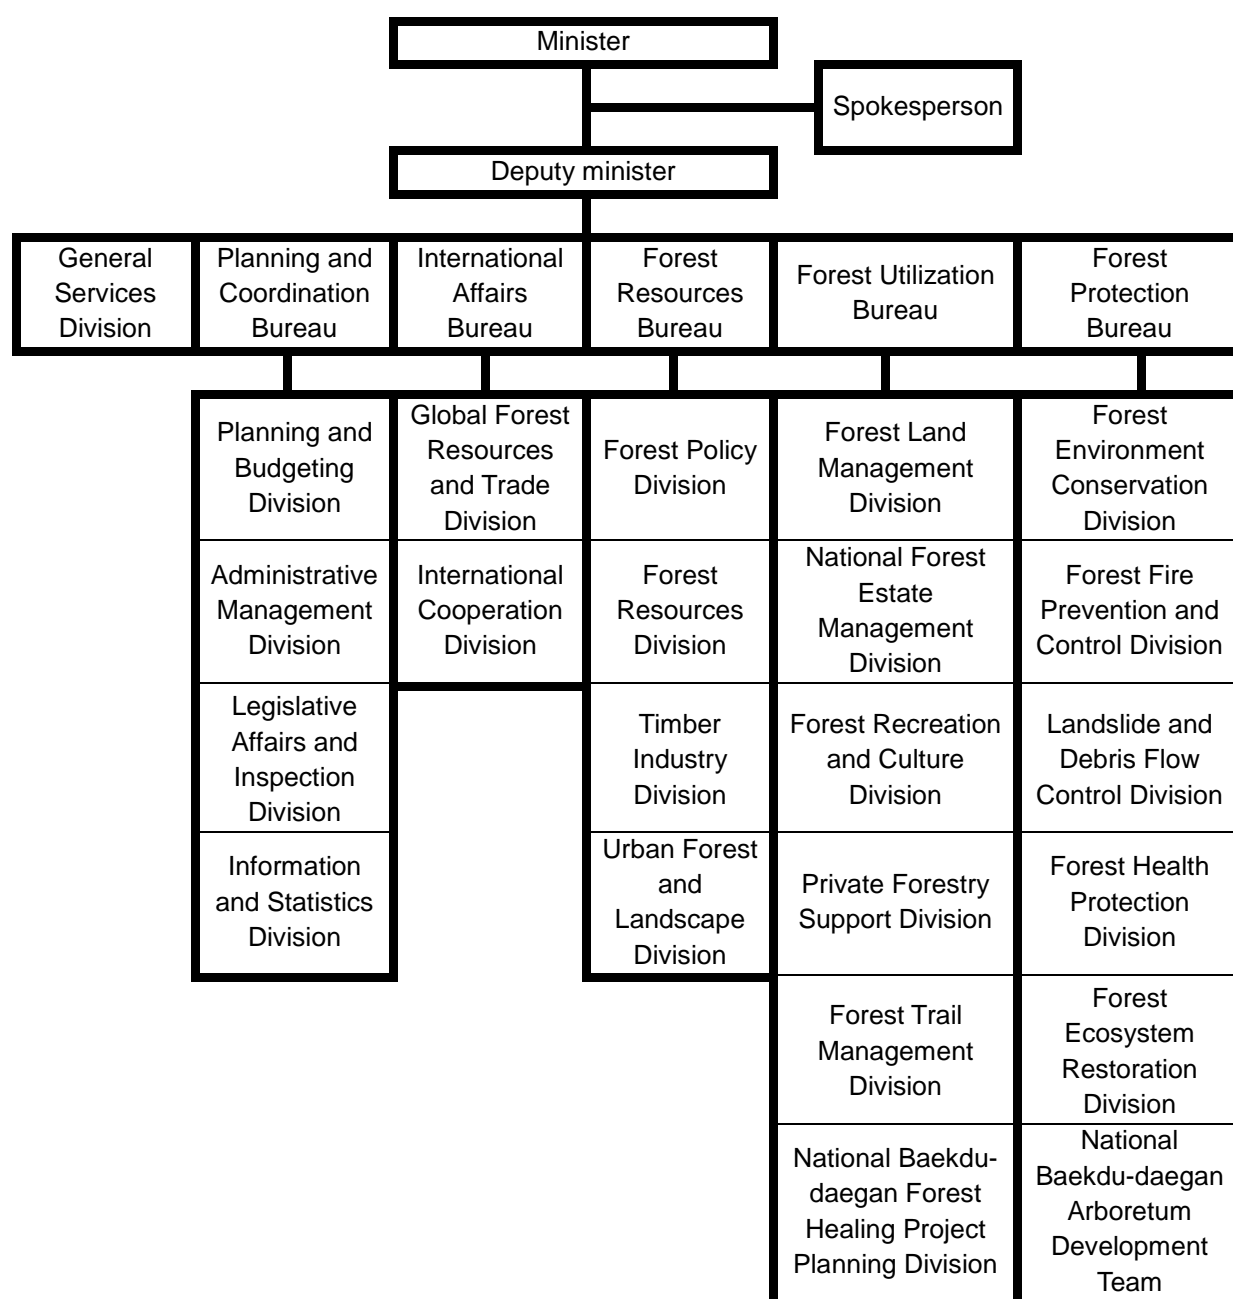 Minister
Spokesperson
Deputy minister
General
Services
Division
Planning and
Coordination
Bureau
International
Affairs
Bureau
Forest
Resources
Bureau
Forest Utilization
Bureau
Forest
Protection
Bureau
Planning and
Budgeting
Division
Global Forest
Resources
and Trade
Division
Forest Policy
Division
Forest Land
Management
Division
Forest
Environment
Conservation
Division
Administrative
Management
Division
International
Cooperation
Division
Forest
Resources
Division
National Forest
Estate
Management
Division
Forest Fire
Prevention and
Control Division
Legislative
Affairs and
Inspection
Division
Timber
Industry
Division
Forest Recreation
and Culture
Division
Landslide and
Debris Flow
Control Division
Information
and Statistics
Division
Urban Forest
and
Landscape
Division
Private Forestry
Support Division
Forest Health
Protection
Division
Forest Trail
Management
Division
Forest
Ecosystem
Restoration
Division
National Baekdu-
daegan Forest
Healing Project
Planning Division
National
Baekdu-daegan
Arboretum
Development
Team